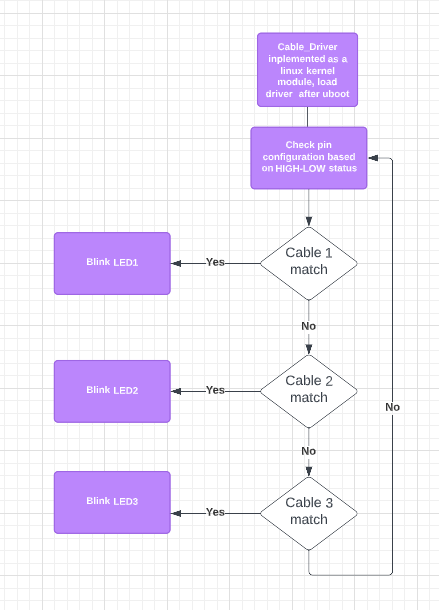 Cable_Driver
inplemented as a
linux kernel
module, load
driver after uboot
Check pin
configuration based
on HIGH-LOW status
Cable 1
match
Yes
Blink LED1
No
Cable 2
match
Yes
Blink LED2
No
No
Cable 3
match
Yes
Blink LED3